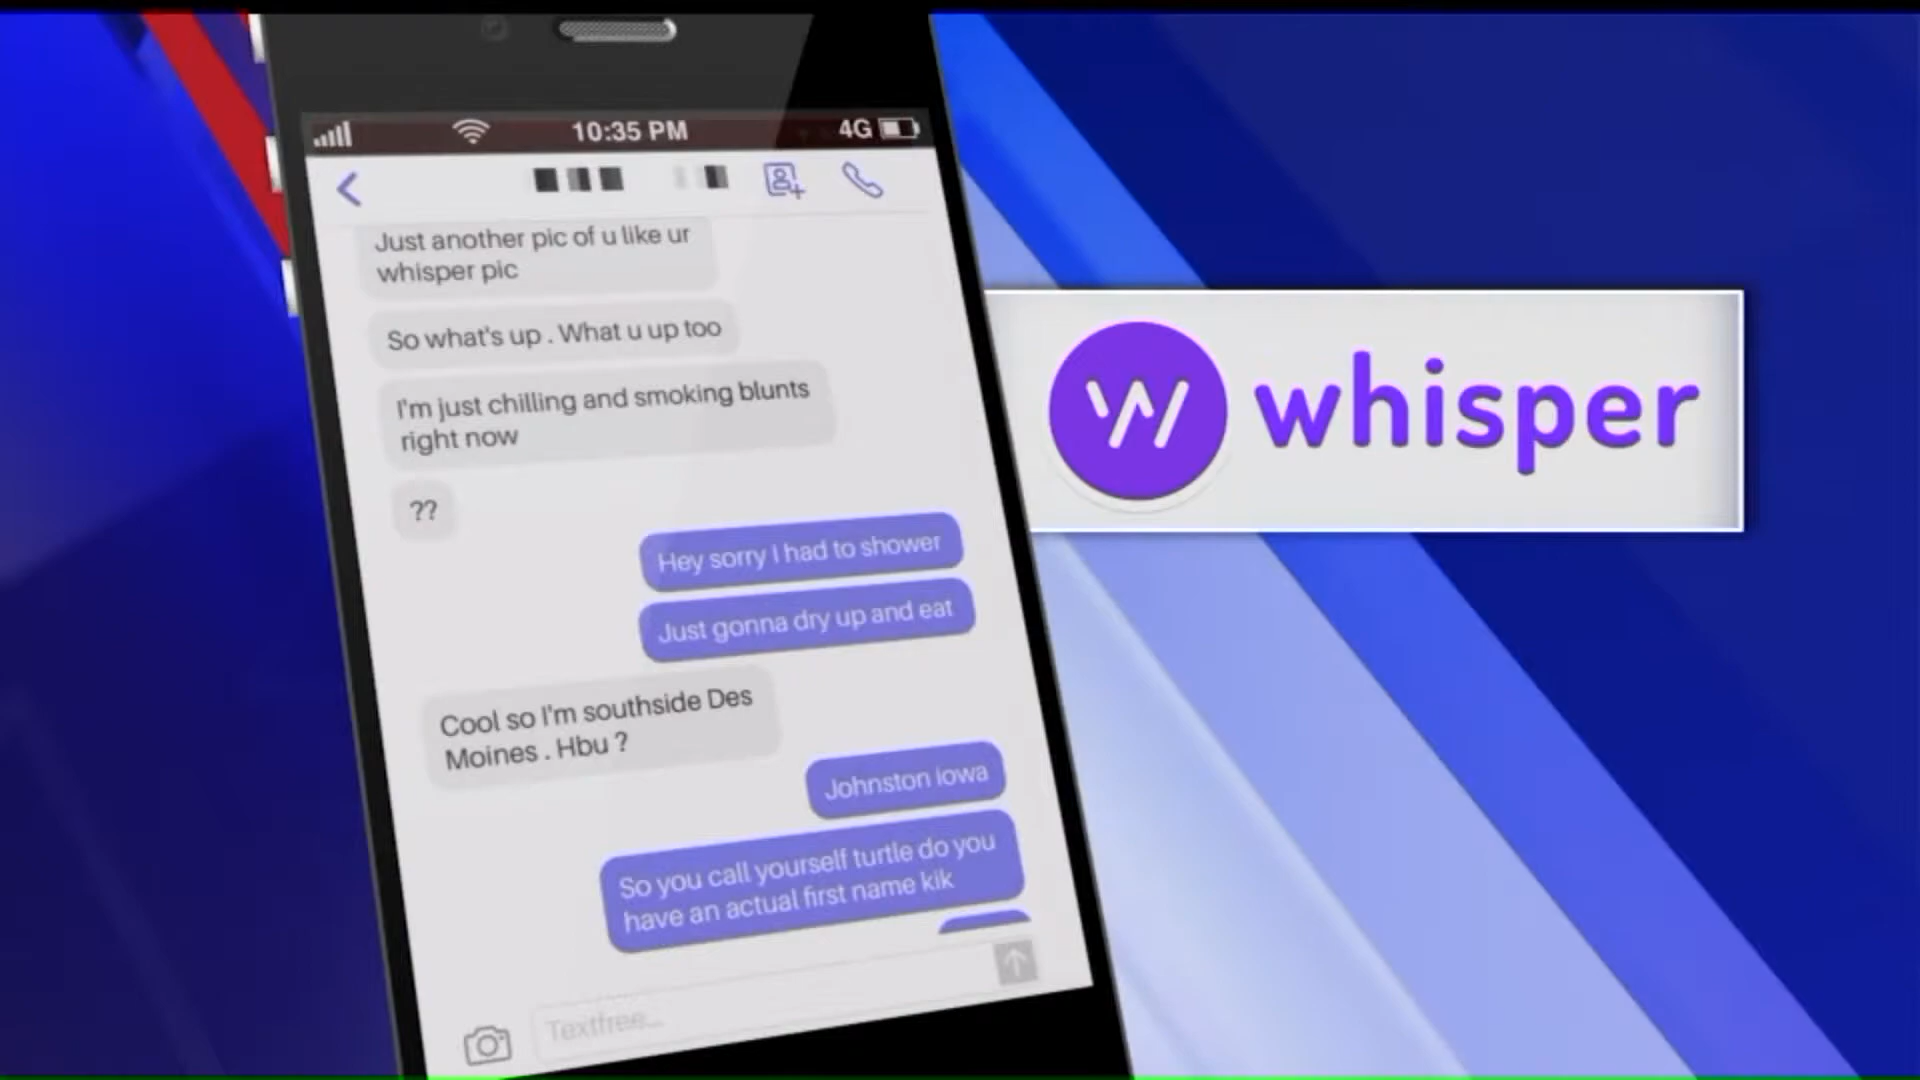 10:35 PM
4G
Just another pic of u like ur
whisper pic
So what's up . What u up too
I'm just chilling and smoking blunts
right now
??
Hey sorry I had to shower
Just gonna dry up and eat
Cool so I'm southside Des
Moines . Hbu ?
Johnston iowa
So you call yourself turtle do you
have an actual first name kik
Textfree...
whisper